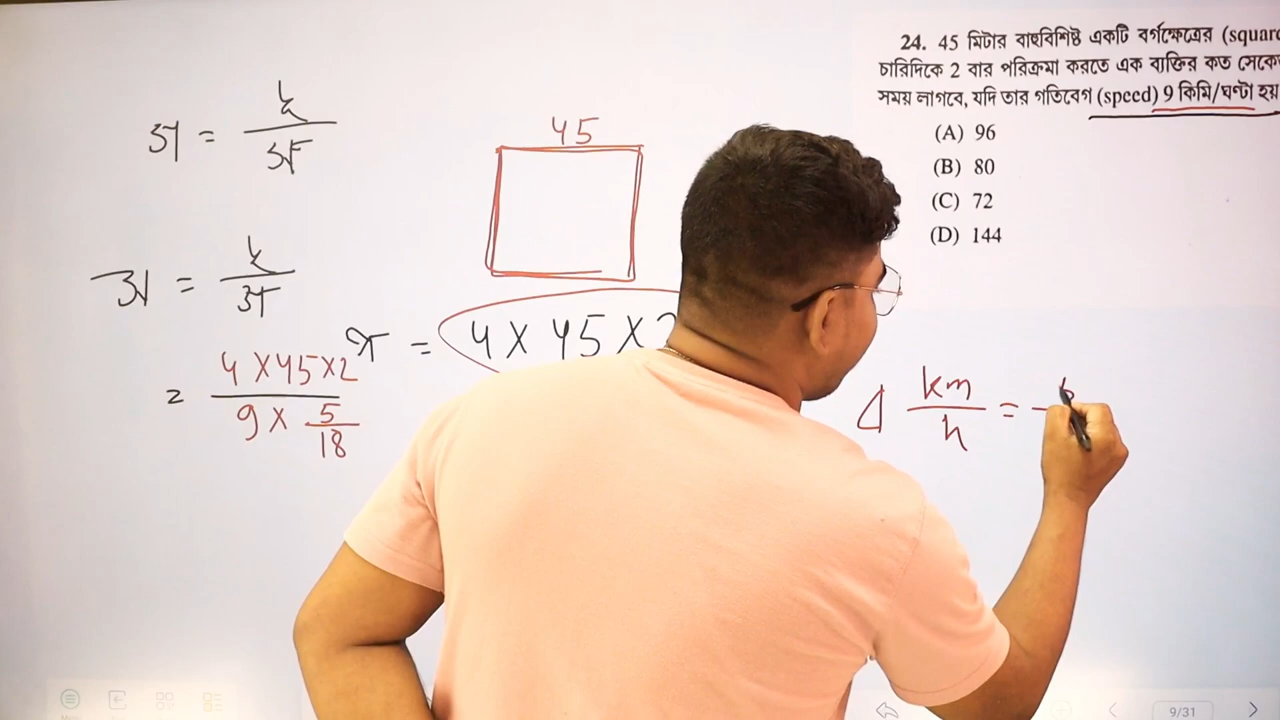 24. 45 মিটার বাহুবিশিষ্ট একটি বর্গক্ষেত্রের (square
চারিদিকে 2 বার পরিক্রমা করতে এক ব্যক্তির কত সেকে
সময় লাগবে, যদি তার গতিবেগ (speed) 9 কিমি/ঘণ্টা হয়
(A) 96
(B) 80
(C) 72
(D) 144
45
= 4 X 45 X 2
= 4 X 45 X 2
9 X 5
18
km
h
=
9/31